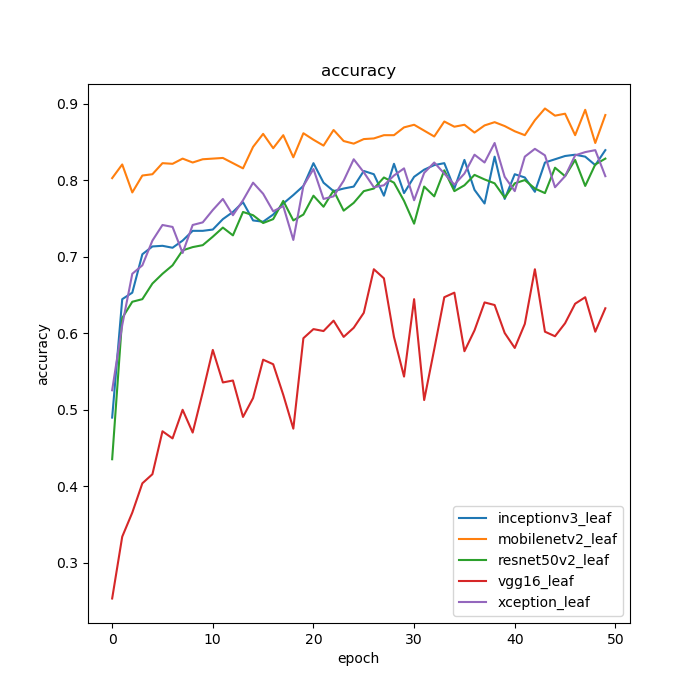 accuracy
0.9
0.8
0.7
0.6
0.5
0.4
0.3
accuracy
0 10 20 30 40 50
epoch
inceptionv3_leaf
mobilenetv2_leaf
resnet50v2_leaf
vgg16_leaf
xception_leaf